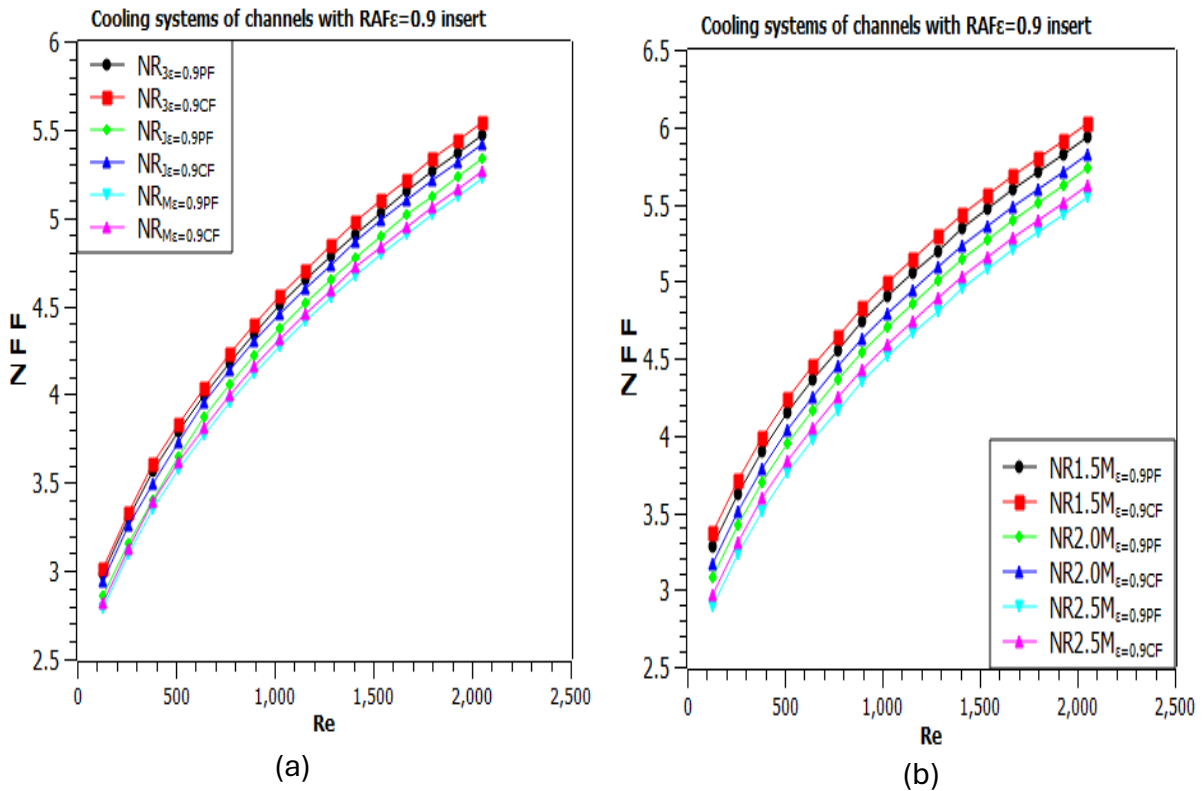 Cooling systems of channels with RAFε=0.9 insert
6
5.5
5
4.5
4
3.5
3
2.5
NFF
0
500
1,000
1,500
2,000
2,500
Re
NR3ε=0.9PF
NR3ε=0.9CF
NRJε=0.9PF
NRJε=0.9CF
NRMε=0.9PF
NRMε=0.9CF
(a)
Cooling systems of channels with RAFε=0.9 insert
6.5
6
5.5
5
4.5
4
3.5
3
2.5
NFF
0
500
1,000
1,500
2,000
2,500
Re
NR1.5Mε=0.9PF
NR1.5Mε=0.9CF
NR2.0Mε=0.9PF
NR2.0Mε=0.9CF
NR2.5Mε=0.9PF
NR2.5Mε=0.9CF
(b)